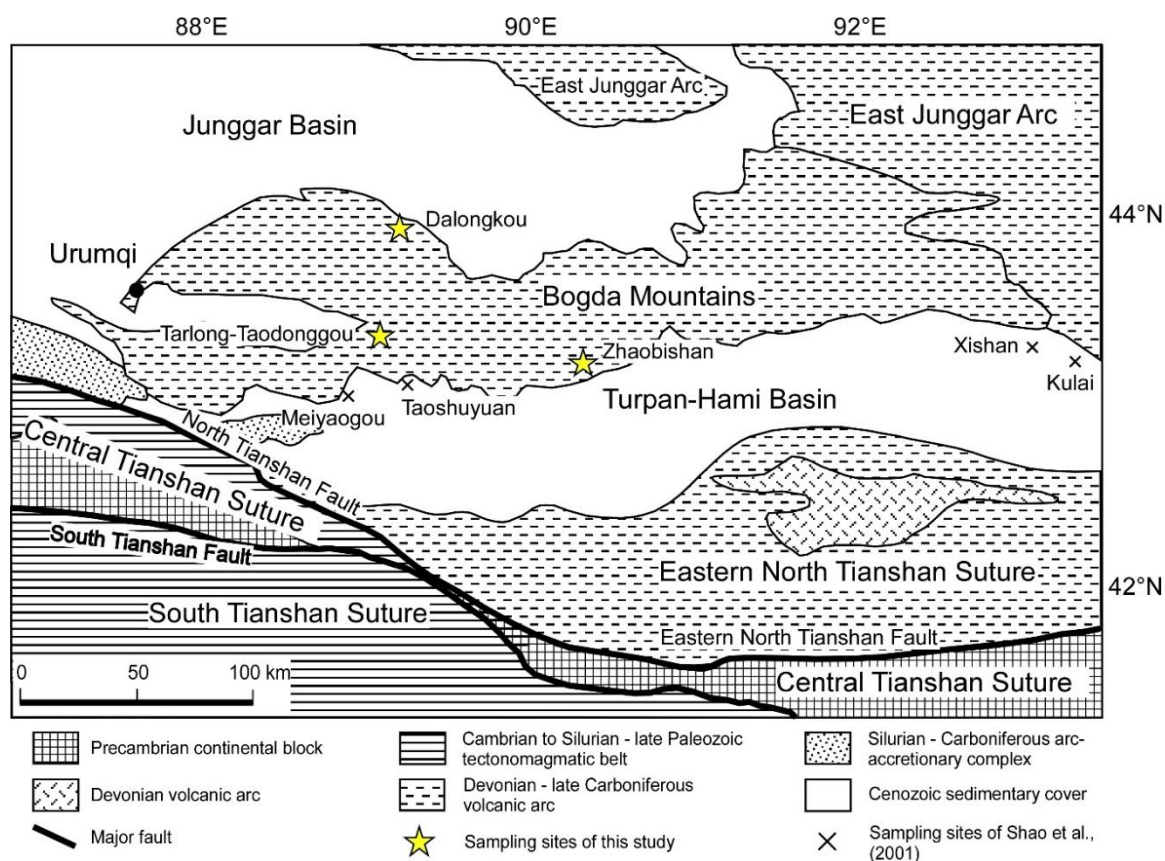 88°E
90°E
92°E
East Junggar Arc
Junggar Basin
East Junggar Arc
44°N
Dalongkou
Urumqi
Bogda Mountains
Tarlong-Taodonggou
Zhaobishan
Xishan
Kulai
Meiyaogou
Taoshuyuan
Turpan-Hami Basin
North Tianshan Fault
Central Tianshan Suture
South Tianshan Fault
Eastern North Tianshan Suture
42°N
South Tianshan Suture
Eastern North Tianshan Fault
Central Tianshan Suture
0 50 100 km
Precambrian continental block
Cambrian to Silurian - late Paleozoic
tectonomagmatic belt
Silurian - Carboniferous arc-
accretionary complex
Devonian volcanic arc
Devonian - late Carboniferous
volcanic arc
Cenozoic sedimentary cover
Major fault
Sampling sites of this study
Sampling sites of Shao et al.,
(2001)